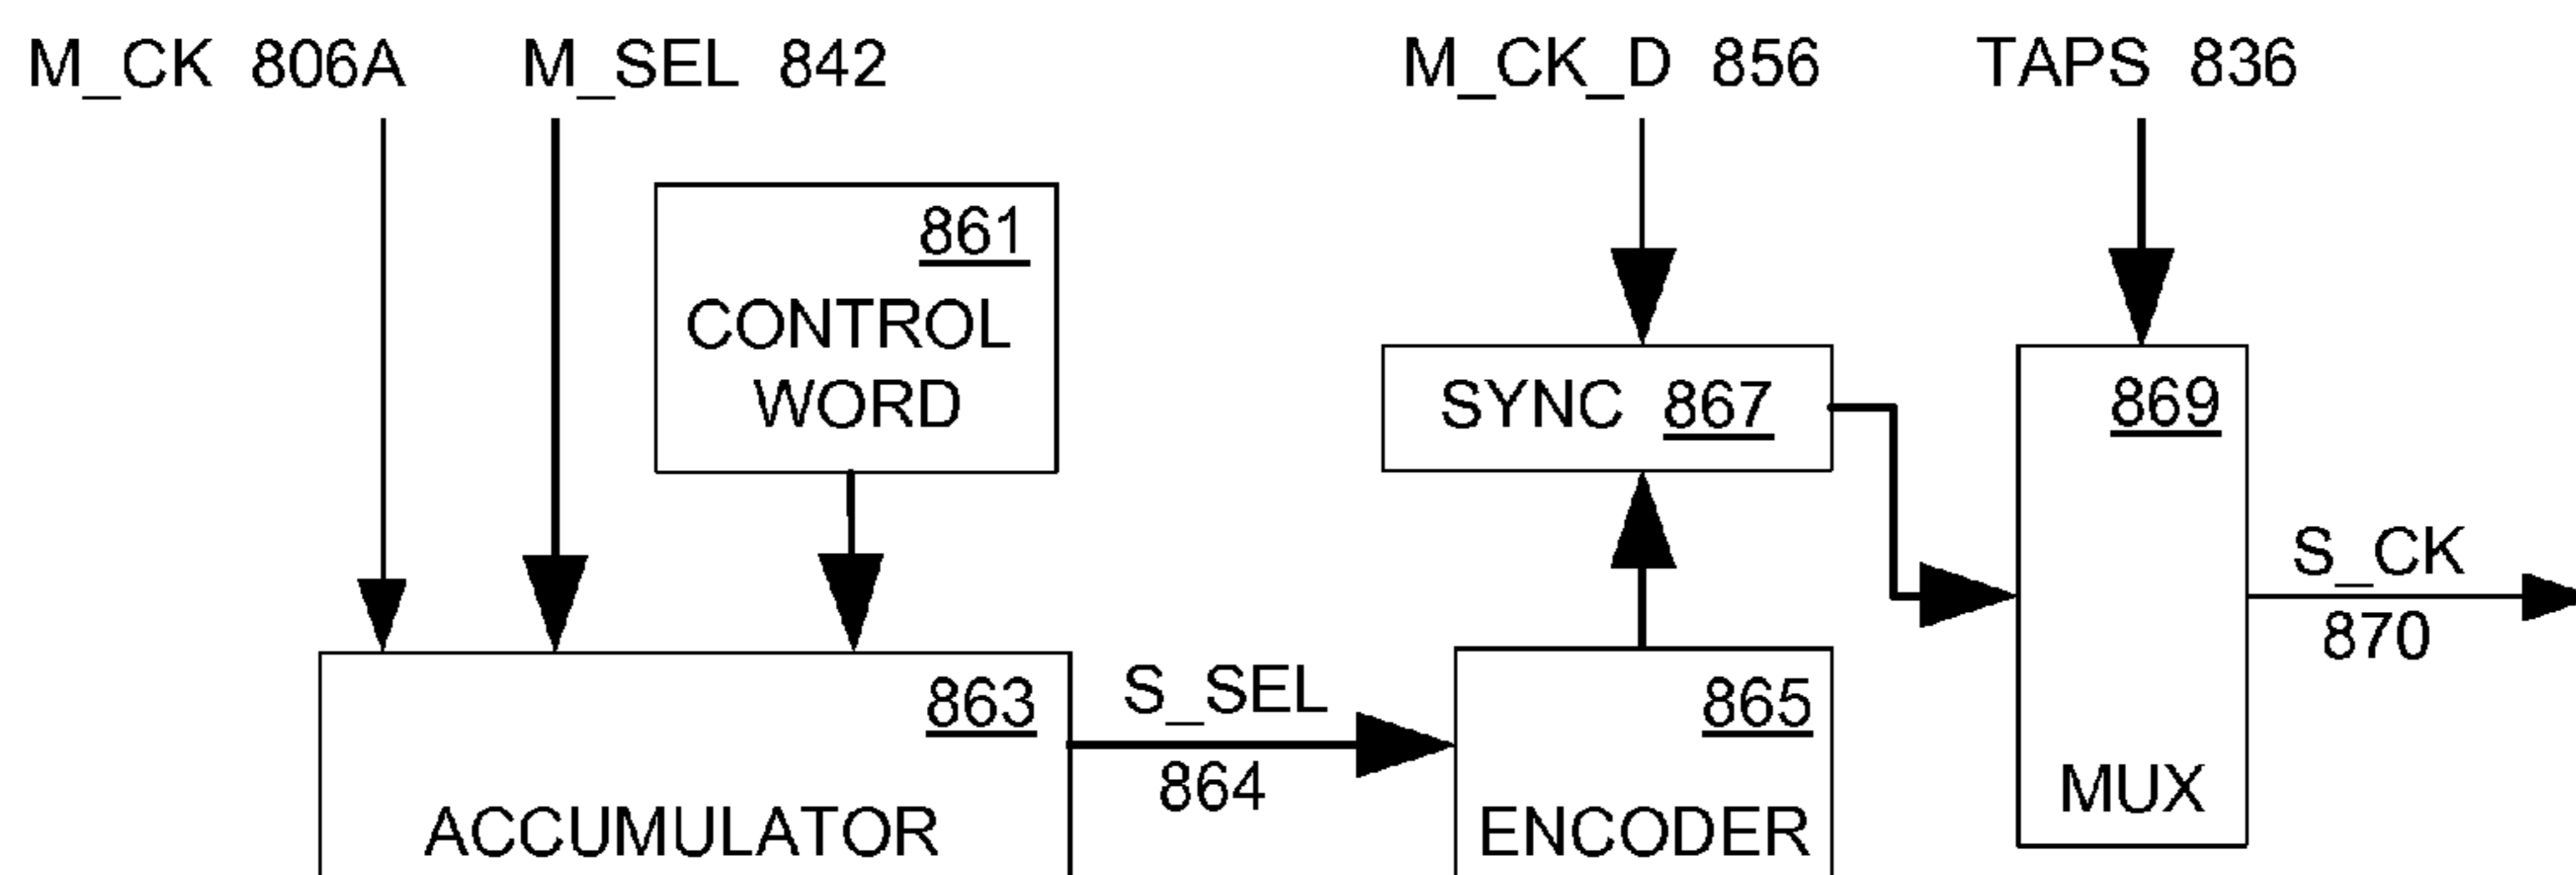 M_CK 806A
M_SEL 842
M_CK_D 856
TAPS 836
861
CONTROL
WORD
SYNC 867
869
MUX
S_CK
870
863
ACCUMULATOR
S_SEL
864
865
ENCODER